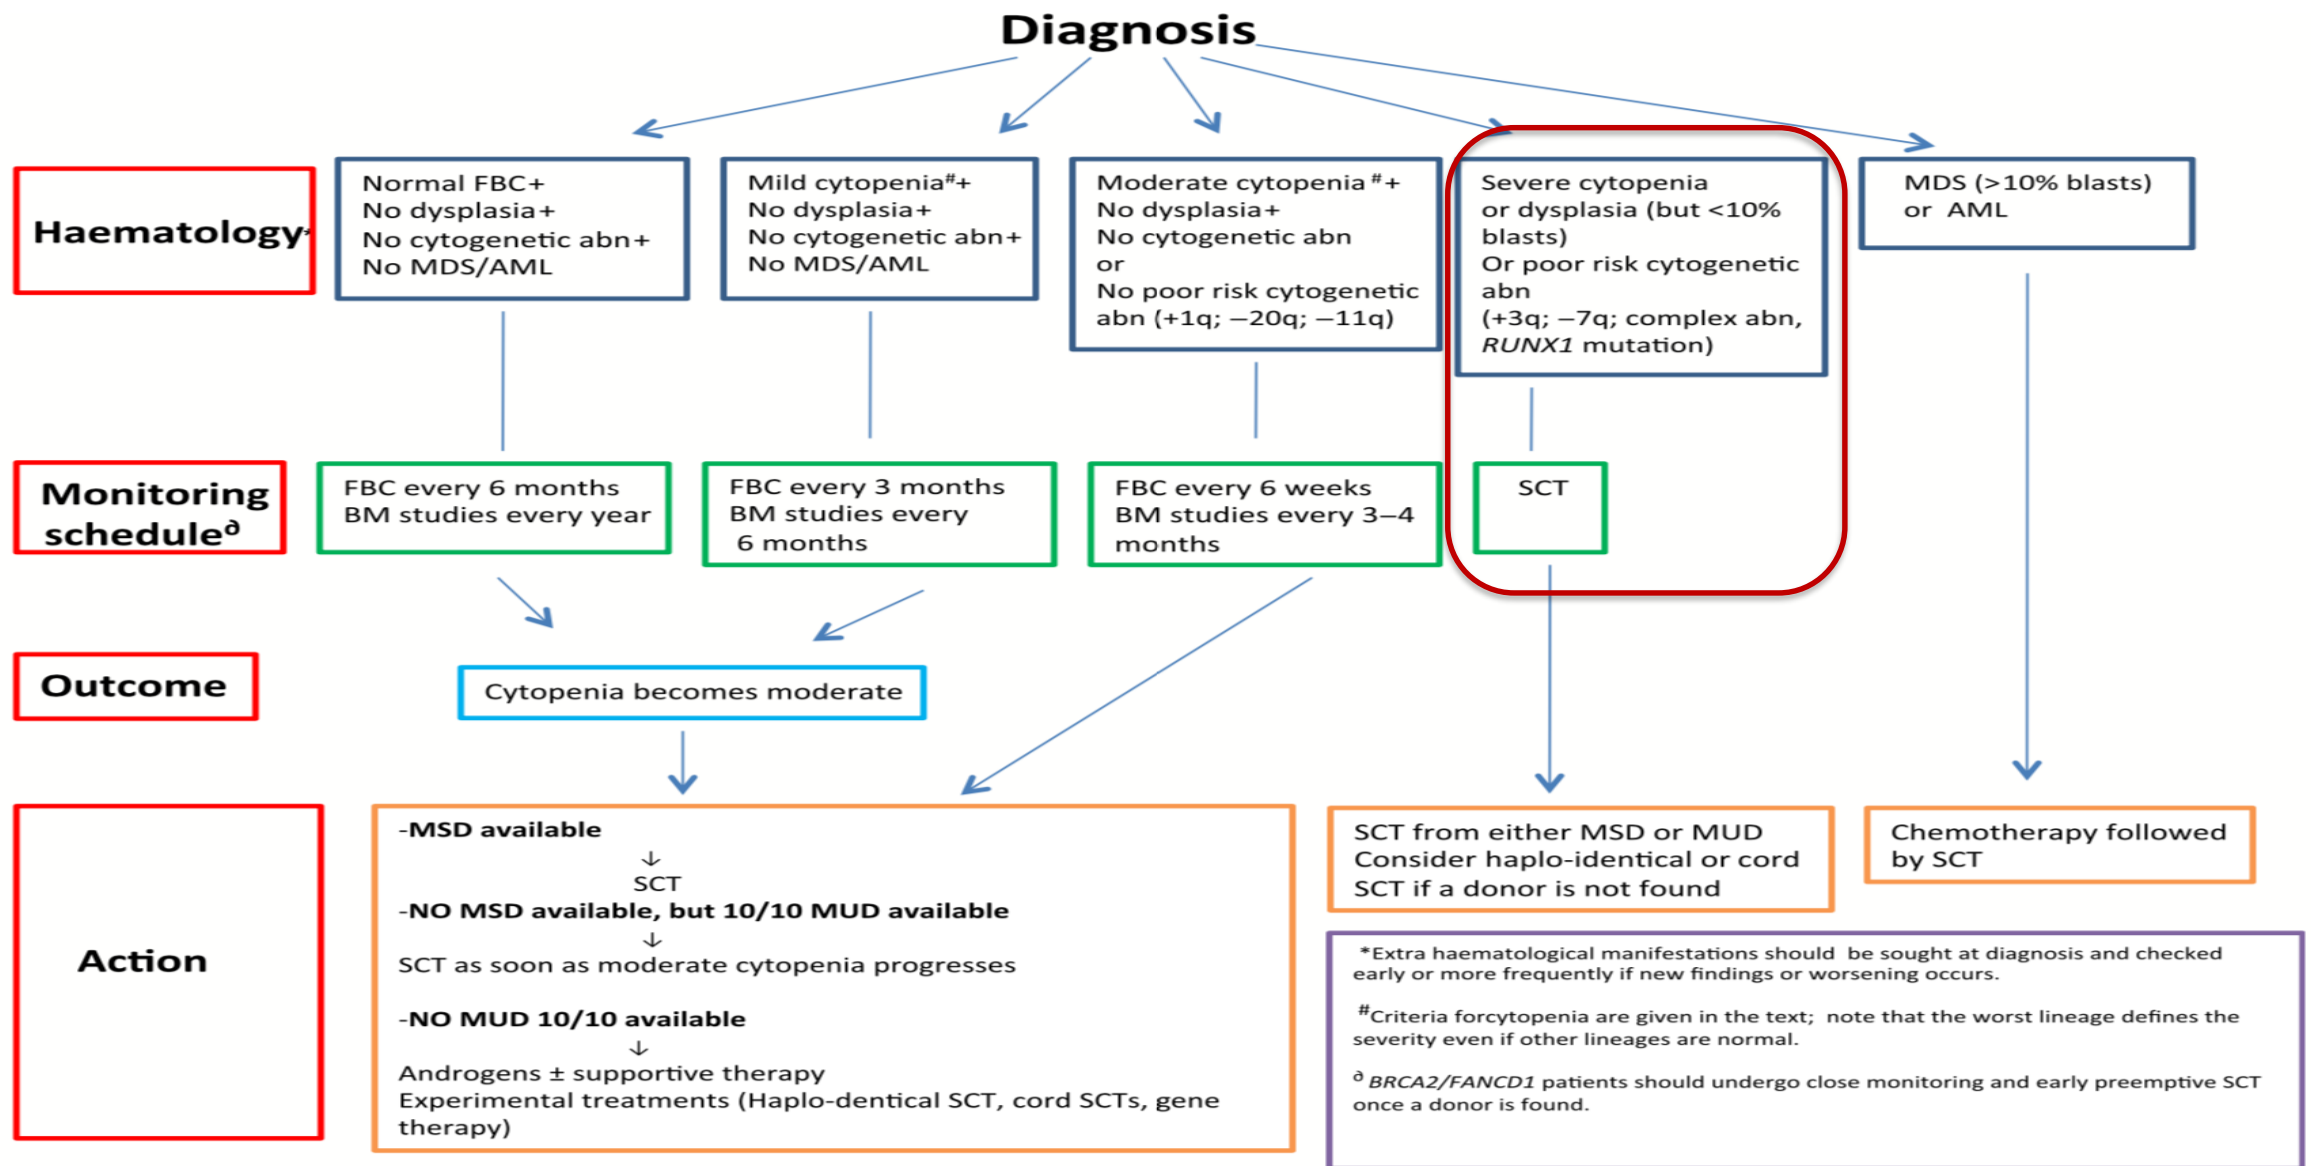 Diagnosis
Haematology*
Normal FBC+
No dysplasia+
No cytogenetic abn+
No MDS/AML
Mild cytopenia#+
No dysplasia+
No cytogenetic abn+
No MDS/AML
Moderate cytopenia #+
No dysplasia+
No cytogenetic abn
or
No poor risk cytogenetic
abn (+1q; −20q; −11q)
Severe cytopenia
or dysplasia (but <10%
blasts)
Or poor risk cytogenetic
abn
(+3q; −7q; complex abn,
RUNX1 mutation)
MDS (>10% blasts)
or AML
Monitoring
schedule∂
FBC every 6 months
BM studies every year
FBC every 3 months
BM studies every
6 months
FBC every 6 weeks
BM studies every 3–4
months
SCT
Outcome
Cytopenia becomes moderate
Action
-MSD available
↓
SCT
-NO MSD available, but 10/10 MUD available
↓
SCT as soon as moderate cytopenia progresses
-NO MUD 10/10 available
↓
Androgens ± supportive therapy
Experimental treatments (Haplo-dentical SCT, cord SCTs, gene
therapy)
SCT from either MSD or MUD
Consider haplo-identical or cord
SCT if a donor is not found
Chemotherapy followed
by SCT
*Extra haematological manifestations should be sought at diagnosis and checked
early or more frequently if new findings or worsening occurs.
#Criteria forcytopenia are given in the text; note that the worst lineage defines the
severity even if other lineages are normal.
∂ BRCA2/FANCD1 patients should undergo close monitoring and early preemptive SCT
once a donor is found.